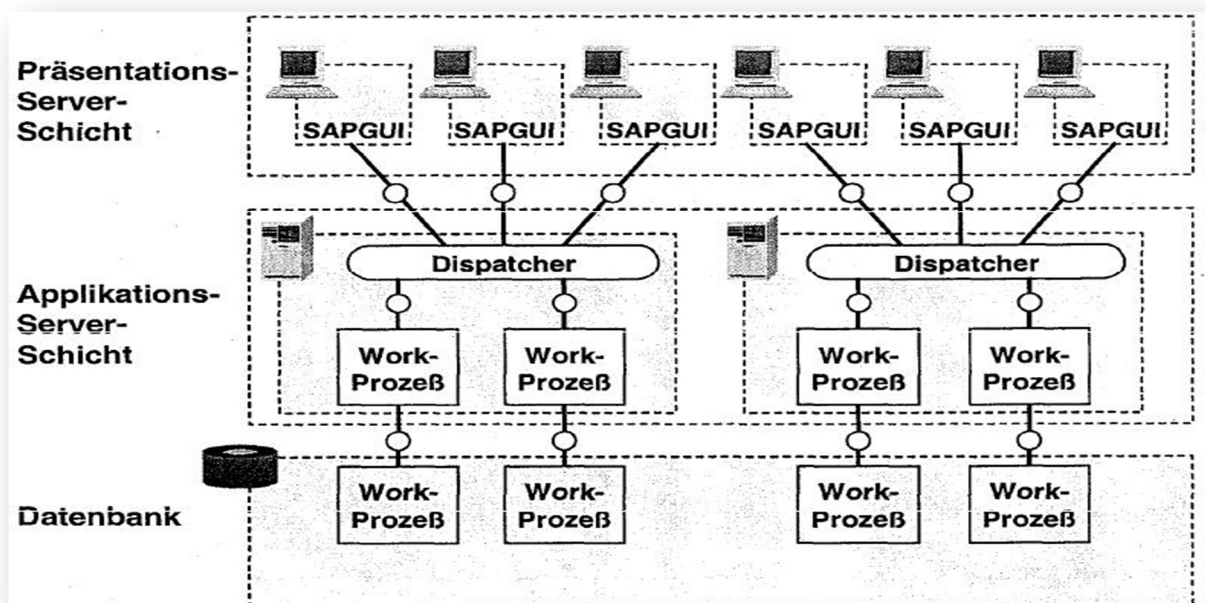 Präsentations-
Server-
Schicht
SAPGUI SAPGUI SAPGUI SAPGUI SAPGUI SAPGUI
Applikations-
Server-
Schicht
Dispatcher Dispatcher
Work-
Prozeß
Work-
Prozeß
Work-
Prozeß
Work-
Prozeß
Datenbank
Work-
Prozeß
Work-
Prozeß
Work-
Prozeß
Work-
Prozeß